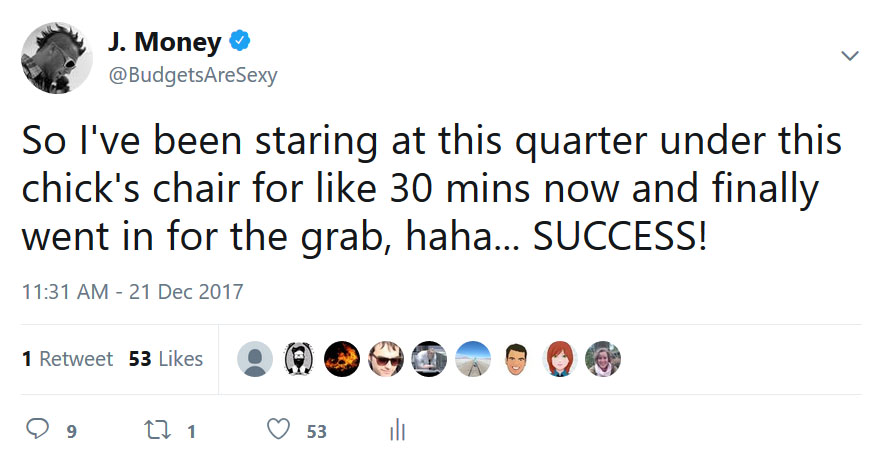 J. Money
@BudgetsAreSexy
So I've been staring at this quarter under this
chick's chair for like 30 mins now and finally
went in for the grab, haha... SUCCESS!
11:31 AM - 21 Dec 2017
1 Retweet 53 Likes
9 1 53